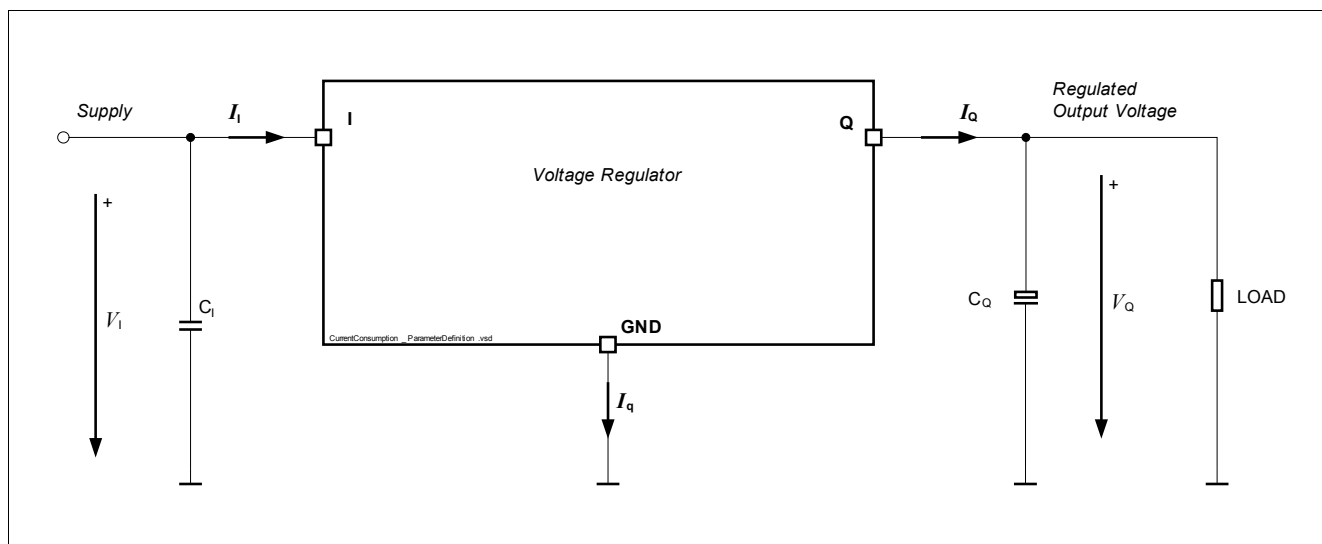 Supply
I_I
I
Q
I_Q
Regulated
Output Voltage
Voltage Regulator
+
+
C_I
V_I
C_Q
V_Q
LOAD
GND
CurrentConsumption _ ParameterDefinition .vsd
I_q